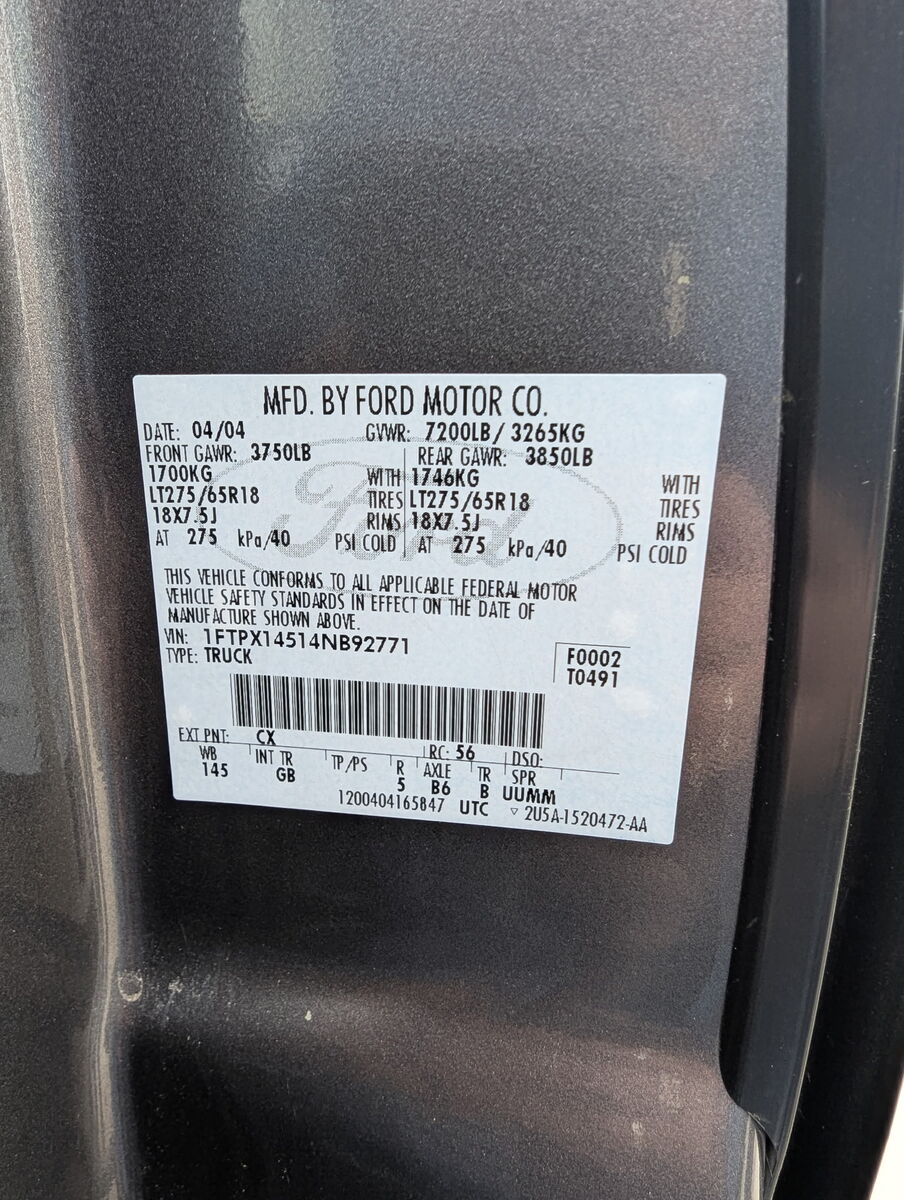 MFD. BY FORD MOTOR CO.
DATE: 04/04 GVWR: 7200LB/ 3265KG
FRONT GAWR: 3750LB REAR GAWR: 3850LB
1700KG WITH 1746KG WITH
LT275/65R18 TIRES LT275/65R18 TIRES
18X7.5J RIMS 18X7.5J RIMS
AT 275 kPa/40 PSI COLD AT 275 kPa/40 PSI COLD
Ford
THIS VEHICLE CONFORMS TO ALL APPLICABLE FEDERAL MOTOR
VEHICLE SAFETY STANDARDS IN EFFECT ON THE DATE OF
MANUFACTURE SHOWN ABOVE.
VIN: 1FTPX14514NB92771
TYPE: TRUCK
F0002
T0491
EXT PNT: CX RC: 56 DSO:
WB INT TR TP/PS R AXLE TR SPR
145 GB 5 B6 B UUMM
1200404165847 UTC ▽ 2U5A-1520472-AA